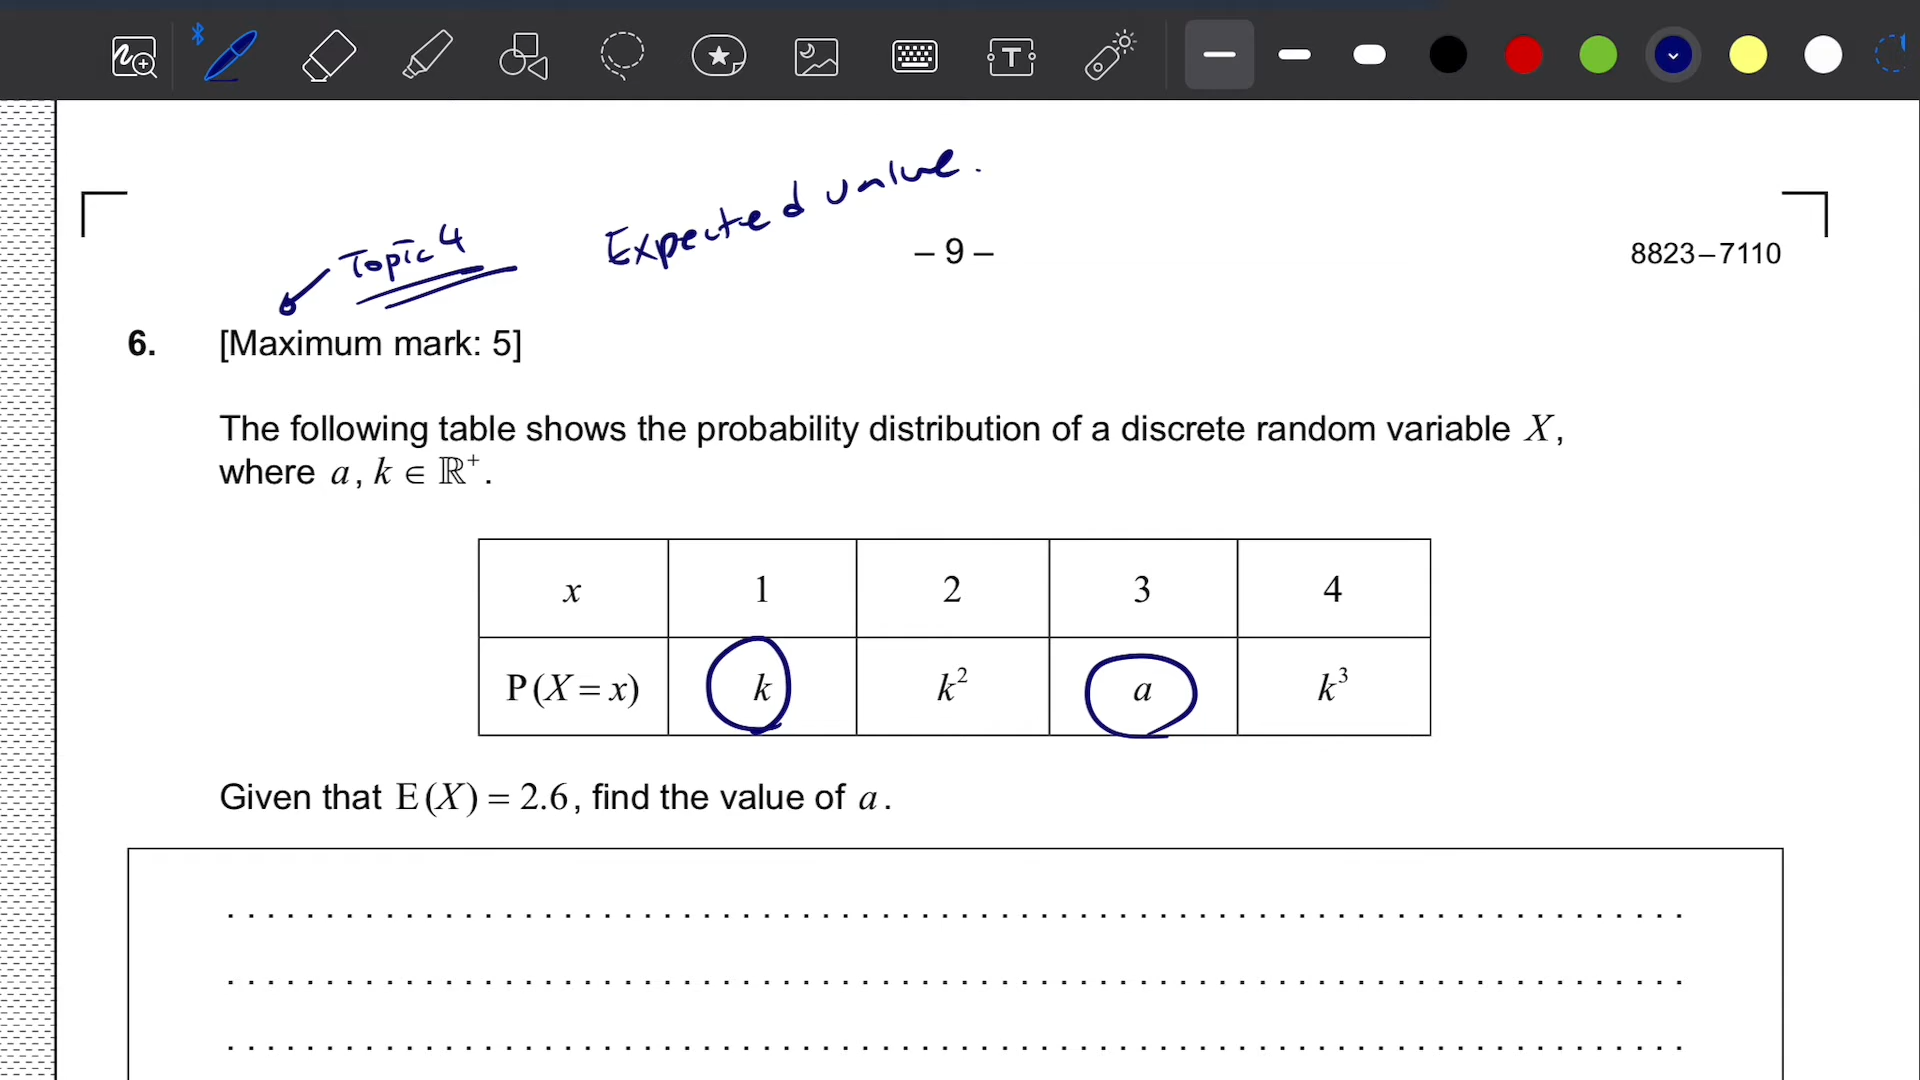 Expected value.
Topic 4
– 9 –
8823–7110
6. [Maximum mark: 5]
The following table shows the probability distribution of a discrete random variable X,
where a, k ∈ ℝ⁺.
x 1 2 3 4
P(X = x) k k² a k³
Given that E(X) = 2.6, find the value of a.